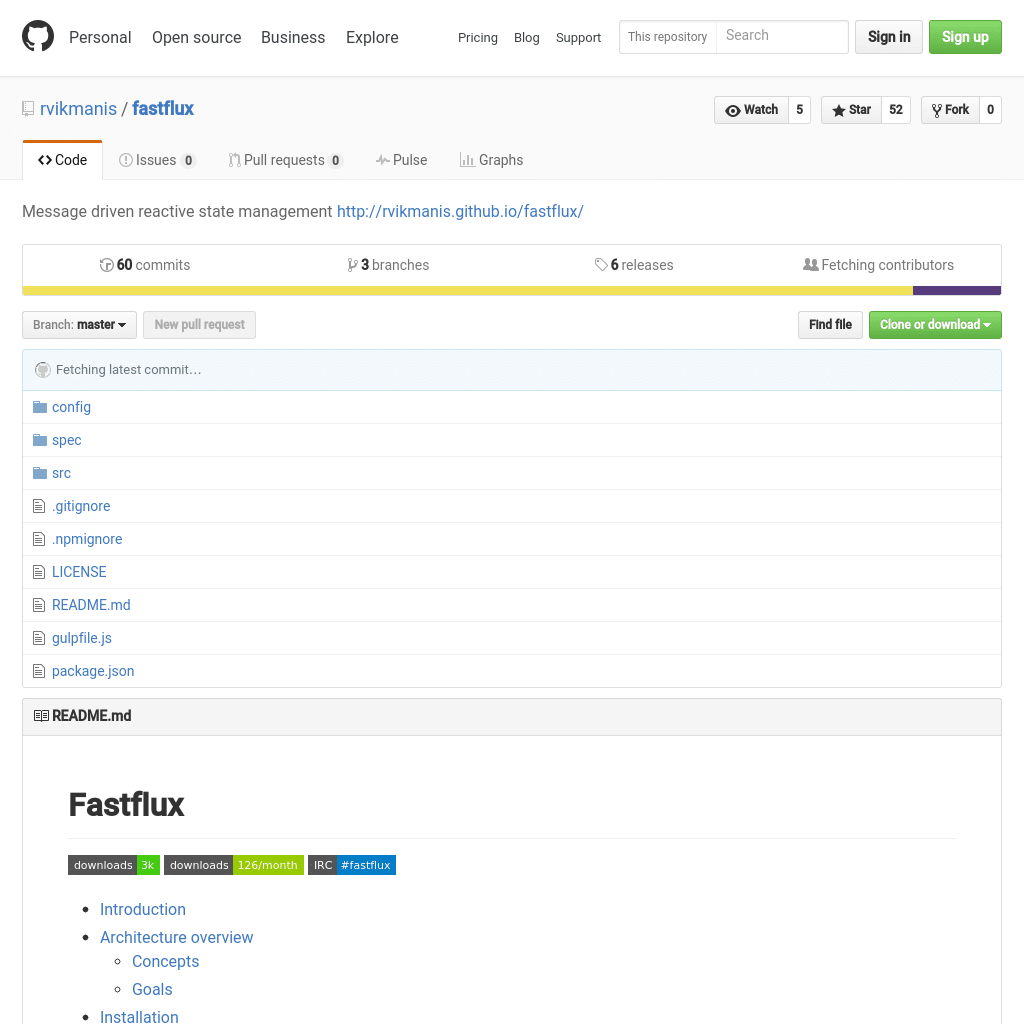 Personal Open source Business Explore Pricing Blog Support This repository Search Sign in Sign up
rvikmanis / fastflux Watch 5 Star 52 Fork 0
Code Issues 0 Pull requests 0 Pulse Graphs
Message driven reactive state management http://rvikmanis.github.io/fastflux/
60 commits 3 branches 6 releases Fetching contributors
Branch: master New pull request Find file Clone or download
Fetching latest commit…
config
spec
src
.gitignore
.npmignore
LICENSE
README.md
gulpfile.js
package.json
README.md
Fastflux
downloads 3k downloads 126/month IRC #fastflux
Introduction
Architecture overview
Concepts
Goals
Installation